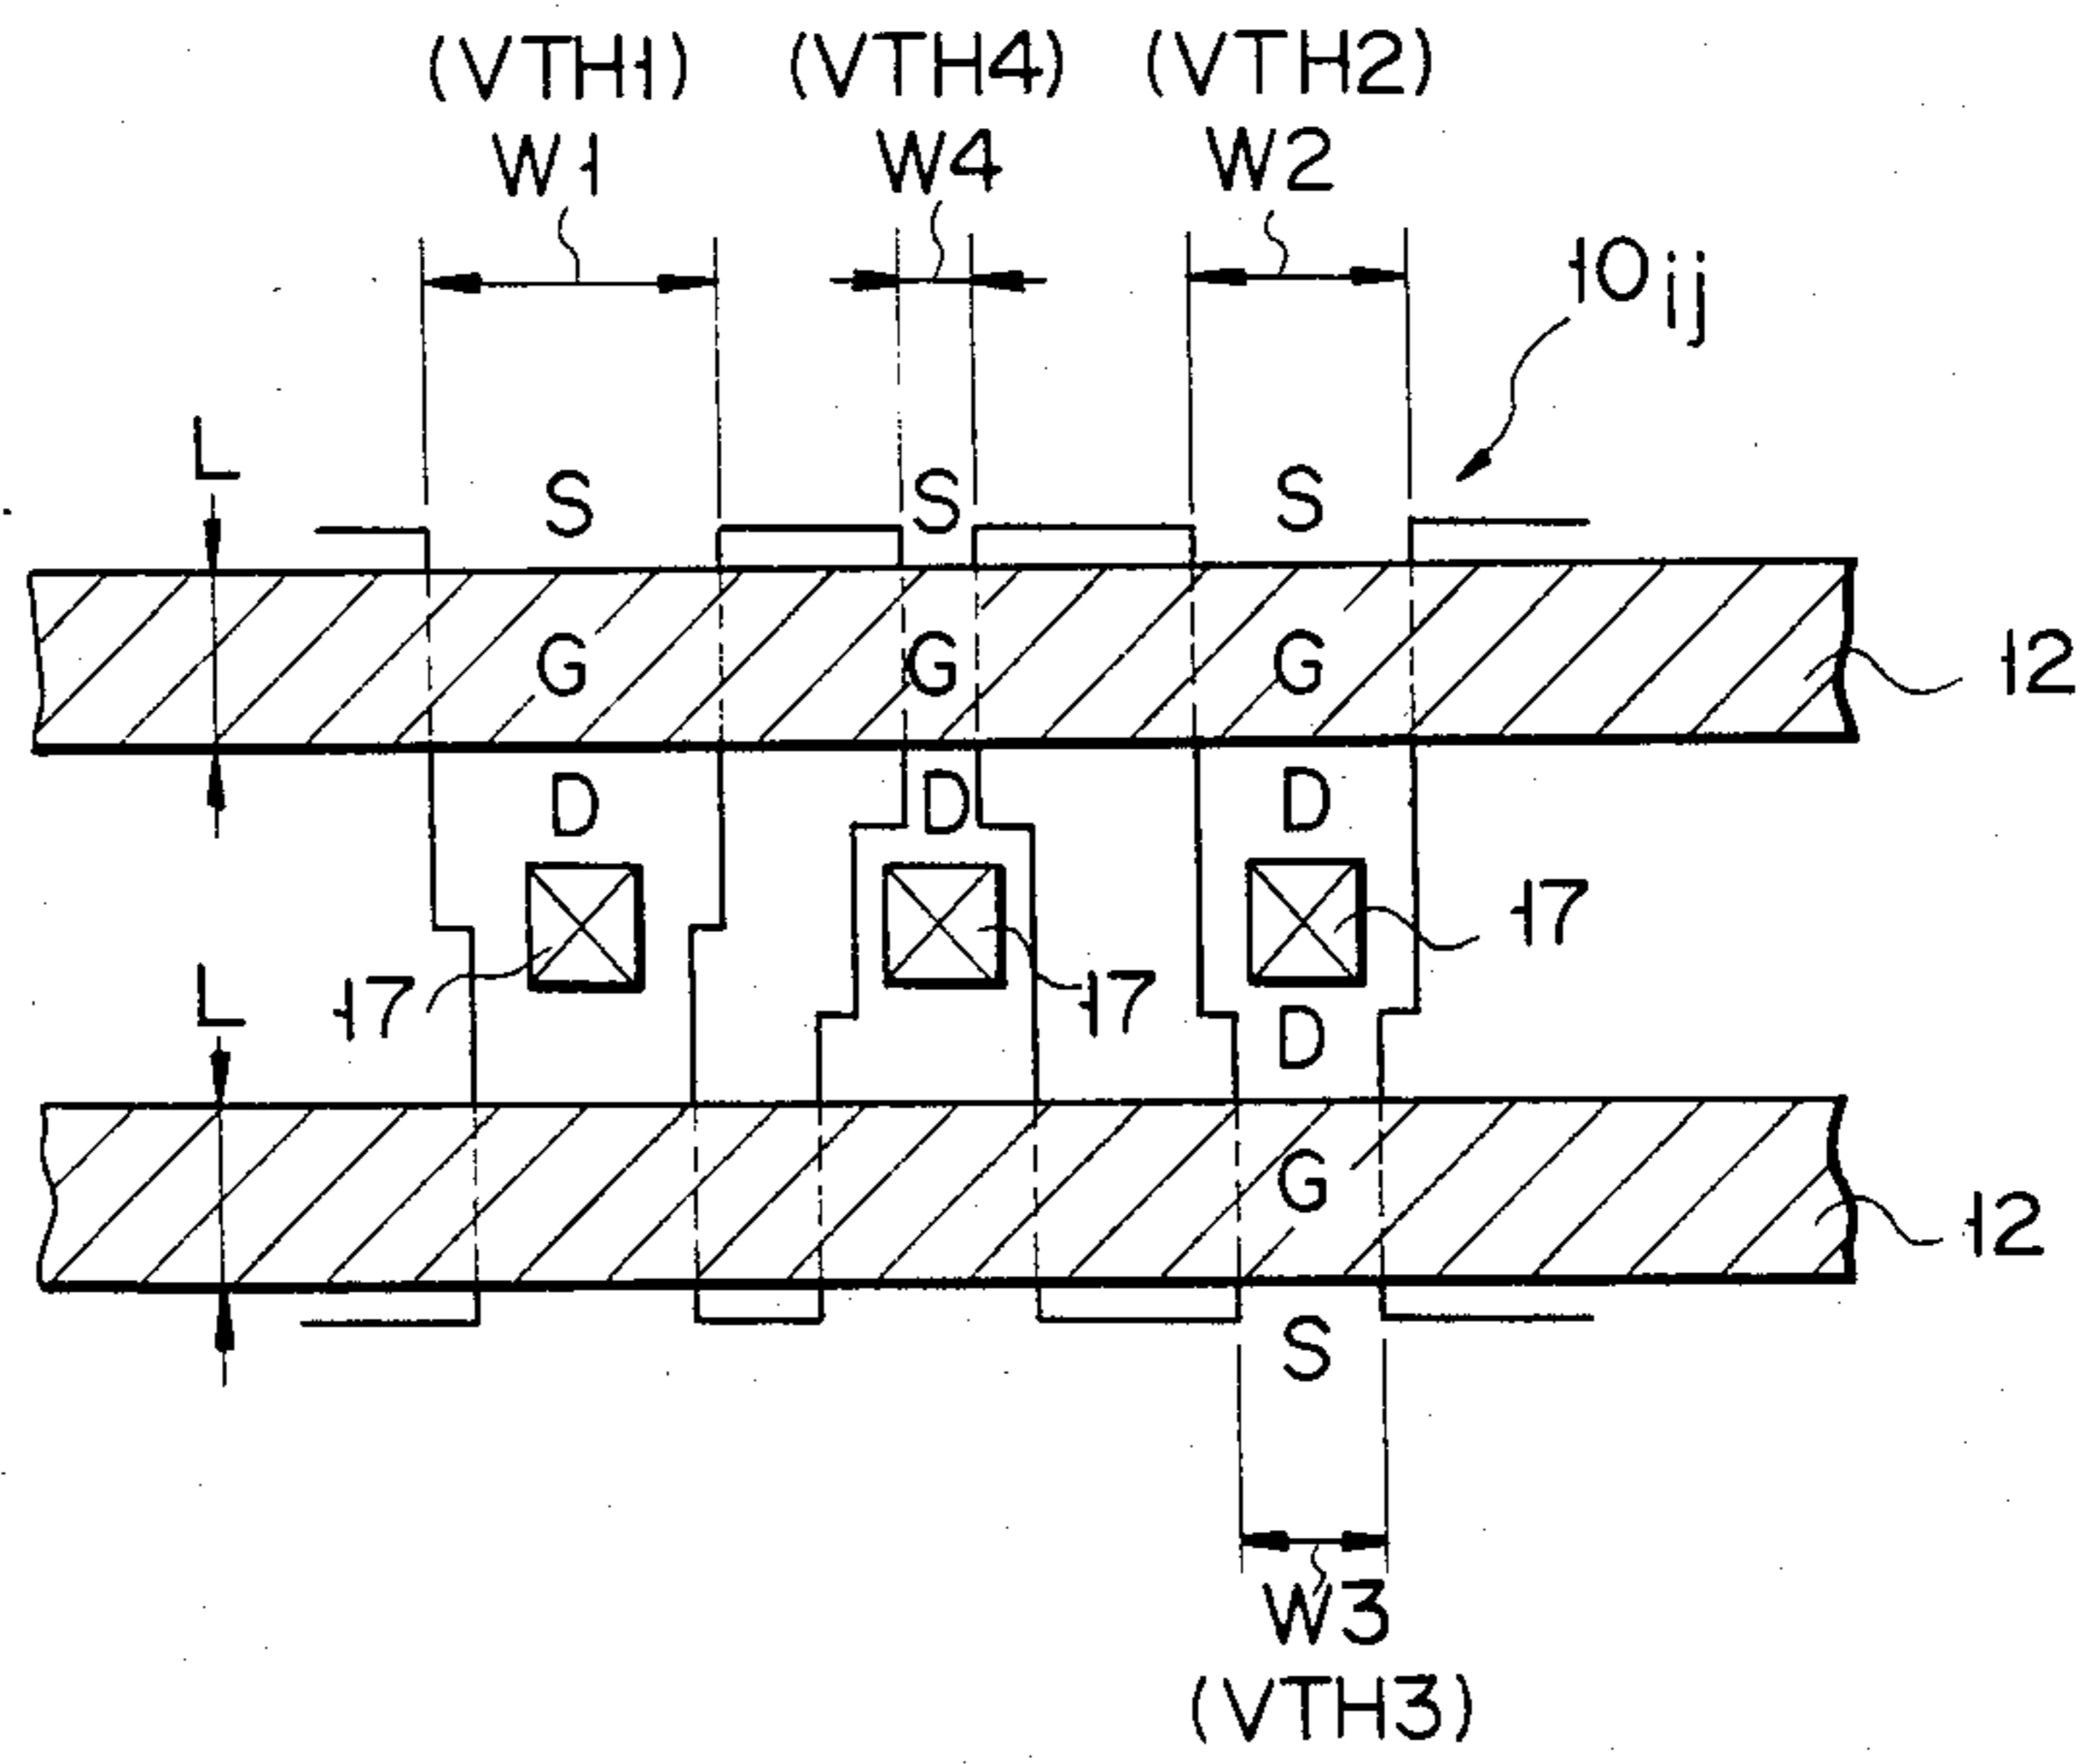 (VTH1) (VTH4) (VTH2)
W1 W4 W2
10ij
L
S S S
G G G
12
D D D
17
17 17
L
D
G
12
S
W3
(VTH3)